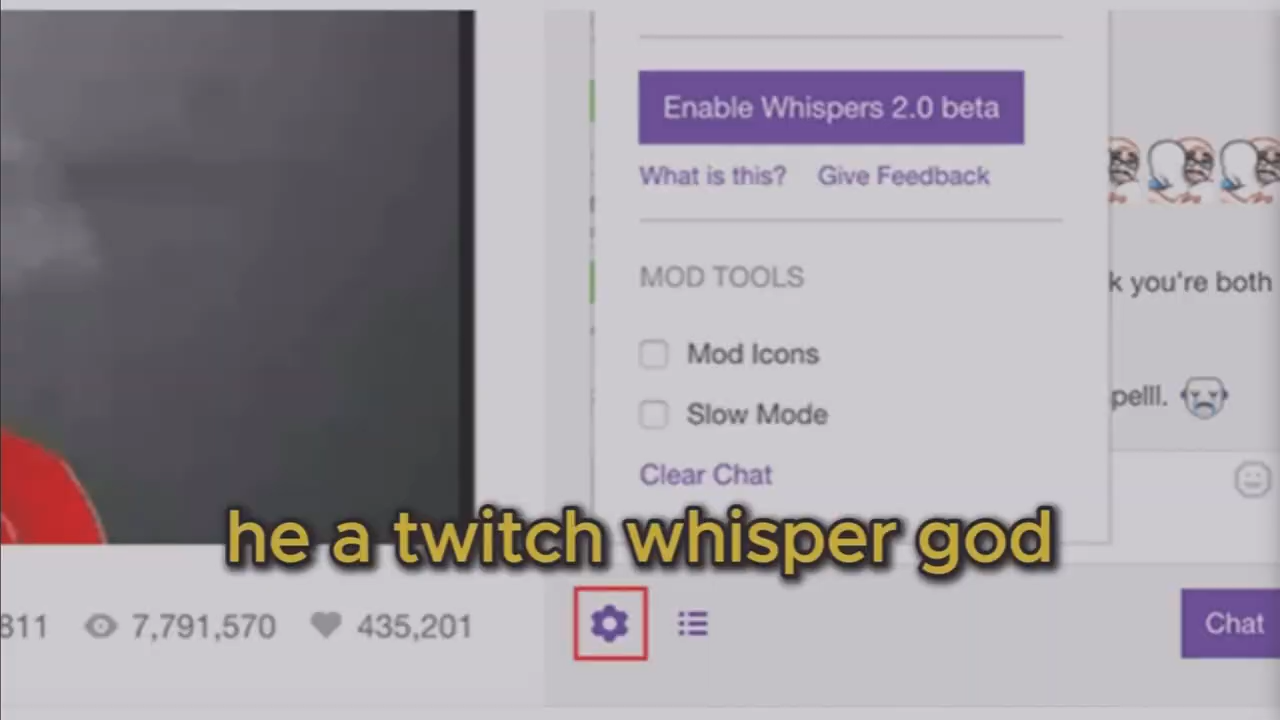 Enable Whispers 2.0 beta
What is this? Give Feedback
MOD TOOLS
k you're both
Mod Icons
pelll.
Slow Mode
Clear Chat
he a twitch whisper god
811 7,791,570 435,201
Chat